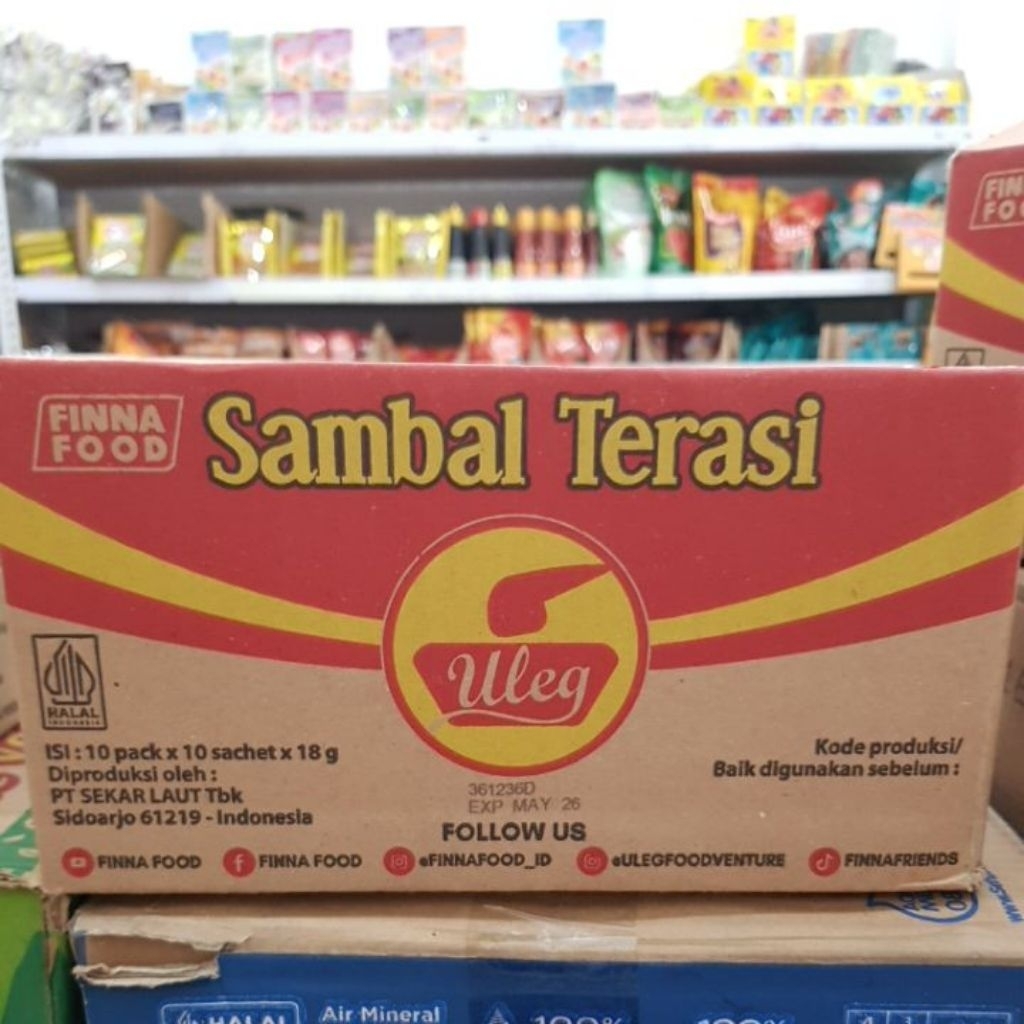 FINNA
FOOD
Sambal Terasi
Uleg
HALAL
INDONESIA
ISI : 10 pack x 10 sachet x 18 g
Diproduksi oleh :
PT SEKAR LAUT Tbk
Sidoarjo 61219 - Indonesia
Kode produksi/
Baik digunakan sebelum :
361236D
EXP MAY 26
FOLLOW US
FINNA FOOD
FINNA FOOD
@FINNAFOOD_ID
@ULEGFOODVENTURE
FINNAFRIENDS
HALAL
Air Mineral
100%
100%